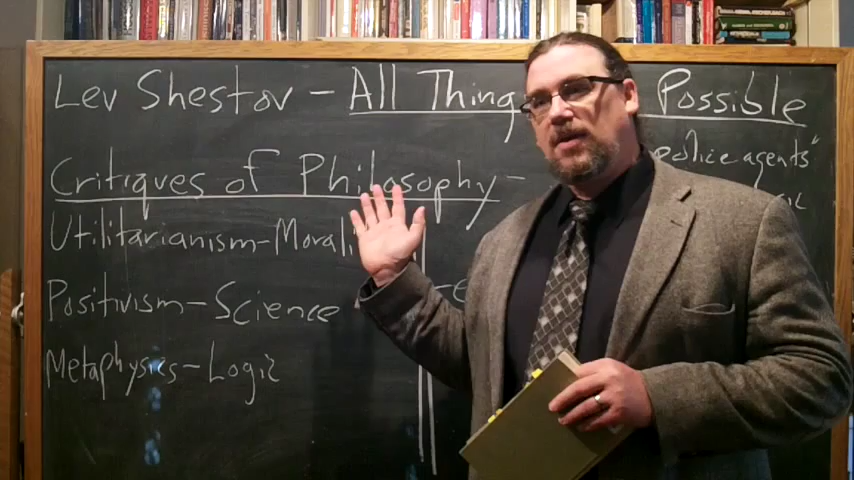 Lev Shestov - All Thing Possible
Critiques of Philosophy -
police agents"
Utilitarianism - Morali
Positivism - Science
Metaphysics - Logic